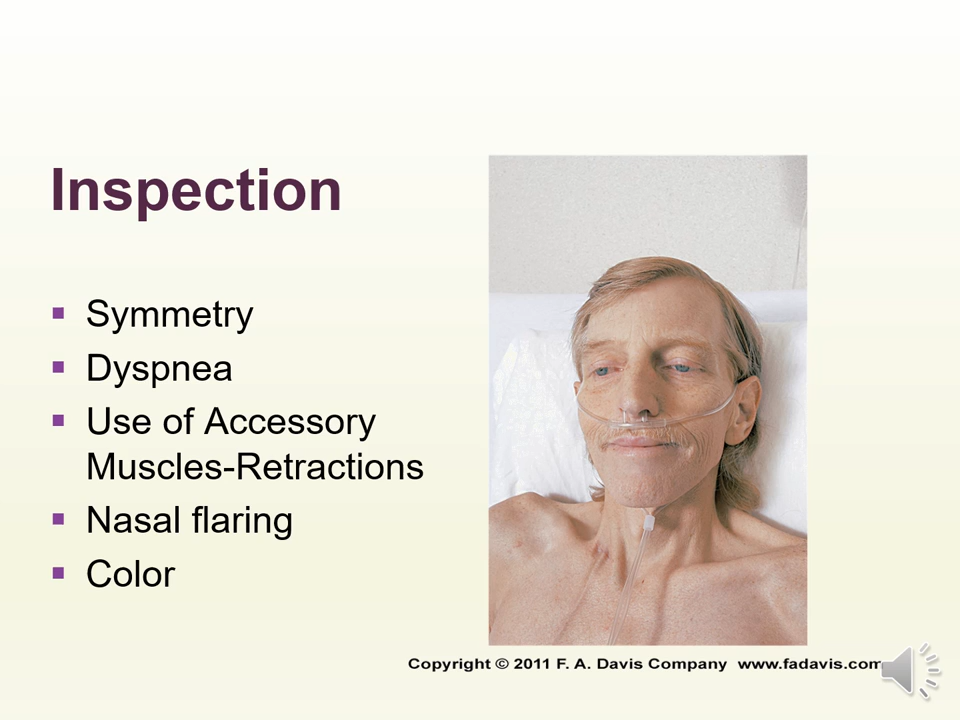 Inspection
Symmetry
Dyspnea
Use of Accessory
Muscles-Retractions
Nasal flaring
Color
Copyright © 2011 F. A. Davis Company www.fadavis.com